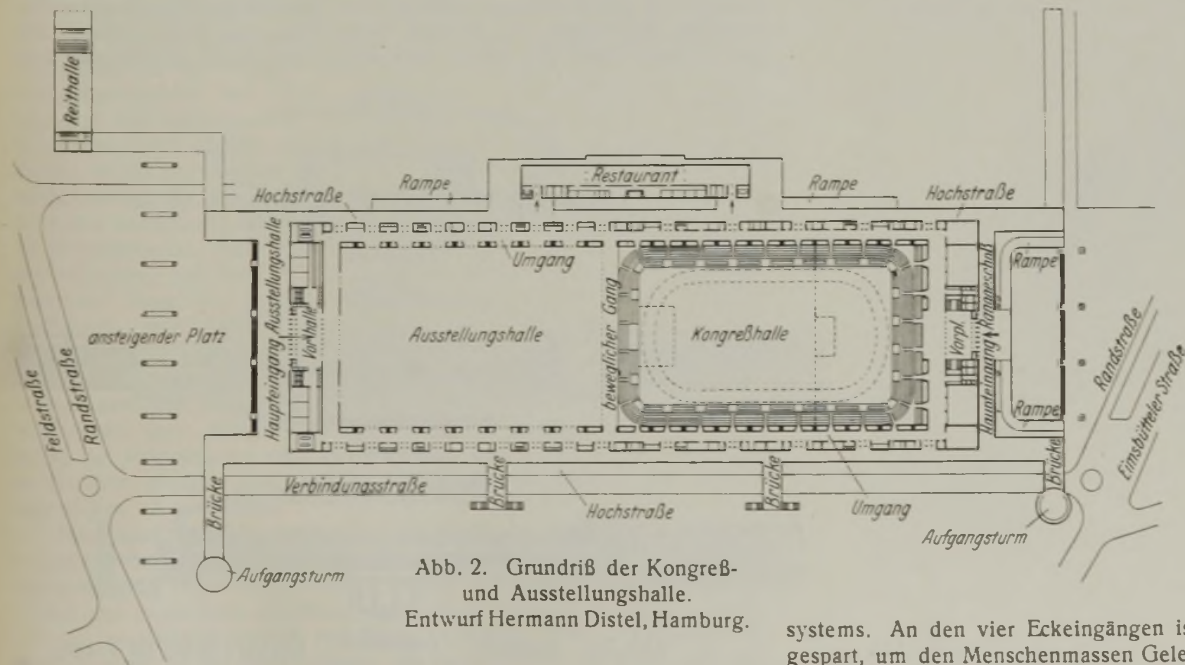 Reithalle
Hochstraße
Rampe
Restaurant
Rampe
Hochstraße
Umgang
Rampe
ansteigender Platz
Haupteingang Ausstellungshalle
Vorhalle
Ausstellungshalle
beweglicher Gang
Kongreßhalle
Vorpl.
Haupteingang Ranggeschoß
Rampe
Feldstraße
Randstraße
Randstraße
Eimsbütteler Straße
Brücke
Verbindungsstraße
Brücke
Hochstraße
Brücke
Umgang
Brücke
Aufgangsturm
Aufgangsturm
Abb. 2. Grundriß der Kongreß-
und Ausstellungshalle.
Entwurf Hermann Distel, Hamburg.
systems. An den vier Eckeingängen is
gespart, um den Menschenmassen Gele